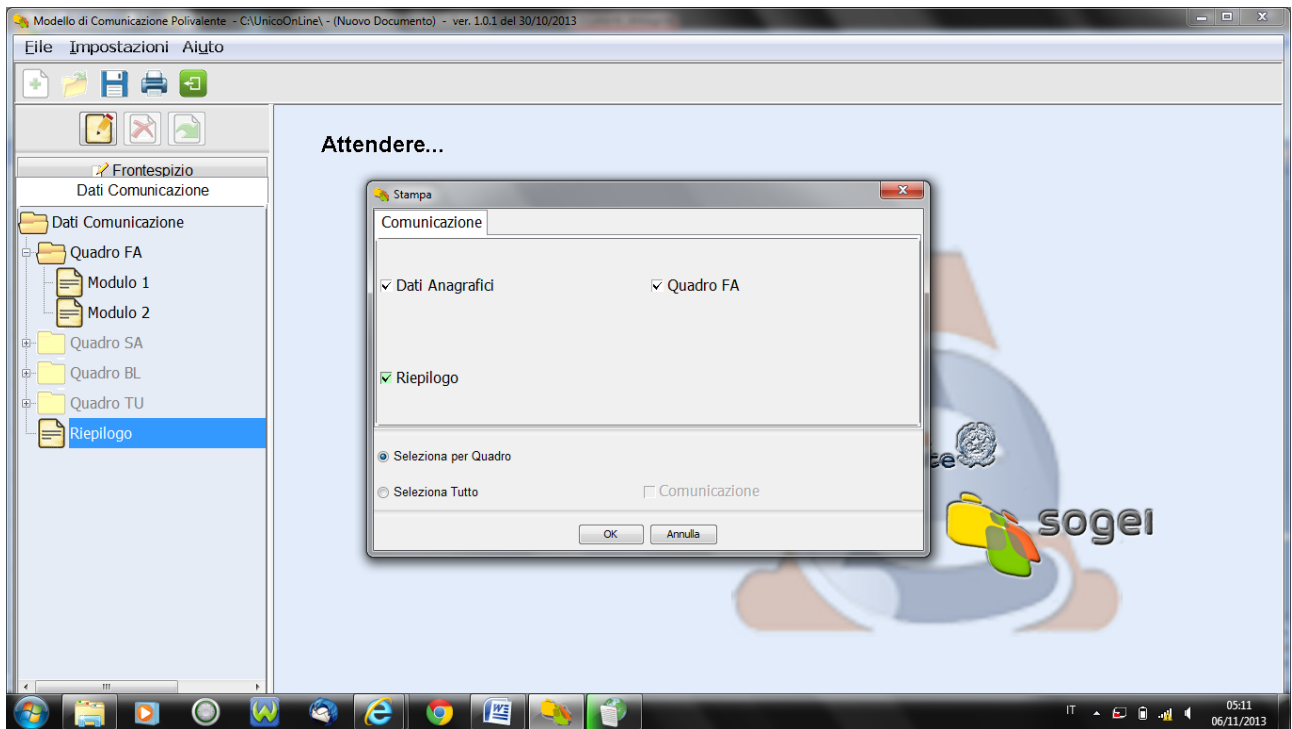 Modello di Comunicazione Polivalente - C:\UnicoOnLine\ - (Nuovo Documento) - ver. 1.0.1 del 30/10/2013
File Impostazioni Aiuto
Frontespizio
Dati Comunicazione
Dati Comunicazione
Quadro FA
Modulo 1
Modulo 2
Quadro SA
Quadro BL
Quadro TU
Riepilogo
Attendere...
Stampa
Comunicazione
Dati Anagrafici Quadro FA
Riepilogo
Seleziona per Quadro
Seleziona Tutto Comunicazione
OK Annulla
sogei
IT 05:11
06/11/2013